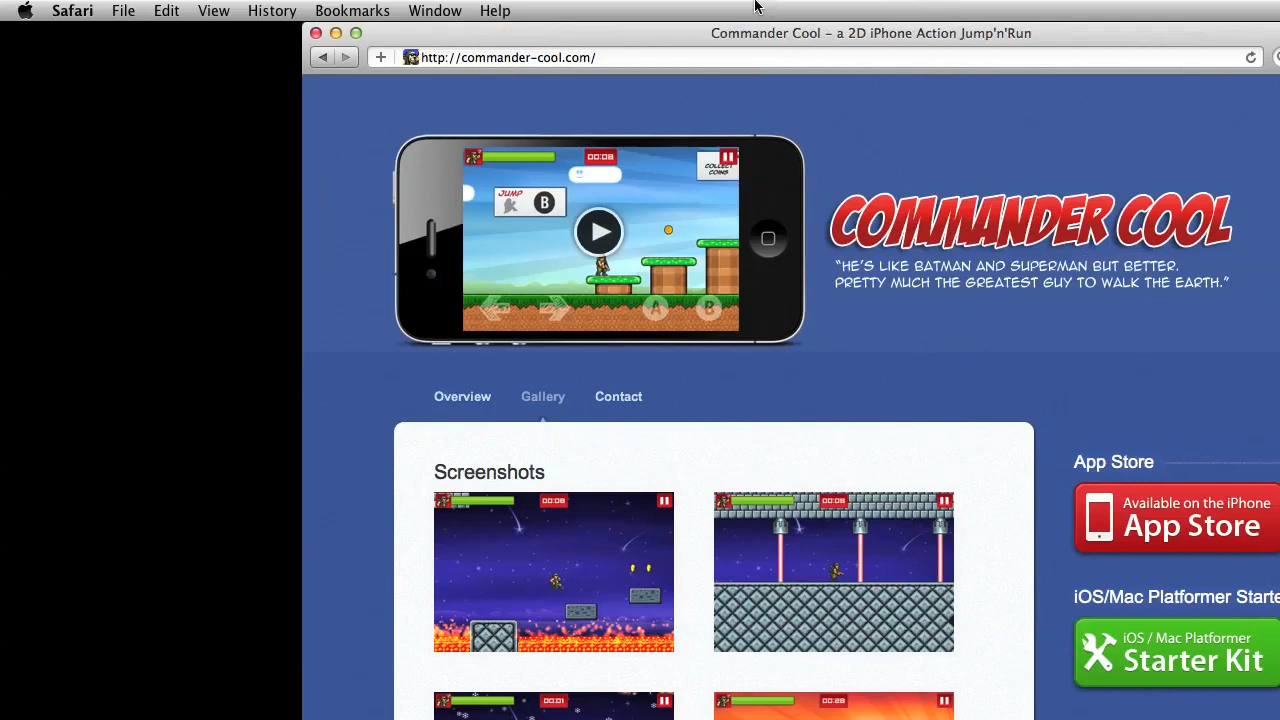 Safari File Edit View History Bookmarks Window Help
Commander Cool – a 2D iPhone Action Jump'n'Run
http://commander-cool.com/
00:08
COLLECT
COINS
JUMP
B
A B
COMMANDER COOL
“HE'S LIKE BATMAN AND SUPERMAN BUT BETTER.
PRETTY MUCH THE GREATEST GUY TO WALK THE EARTH.”
Overview Gallery Contact
Screenshots
App Store
Available on the iPhone
App Store
iOS/Mac Platformer Starte
iOS / Mac Platformer
Starter Kit
00:08
00:08
00:01
00:28